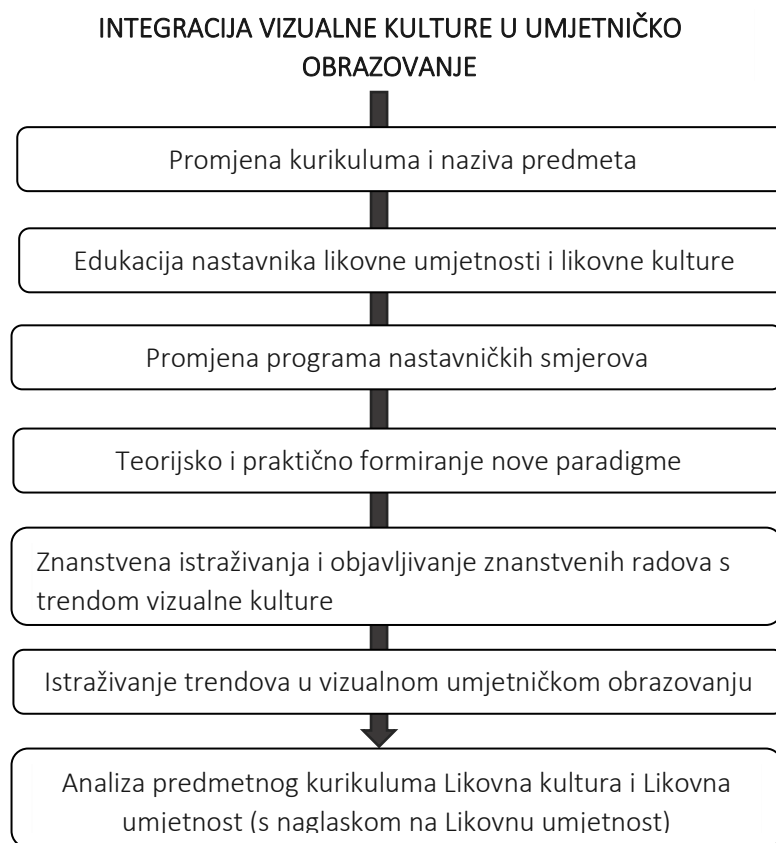 INTEGRACIJA VIZUALNE KULTURE U UMJETNIČKO
OBRAZOVANJE
Promjena kurikuluma i naziva predmeta
Edukacija nastavnika likovne umjetnosti i likovne kulture
Promjena programa nastavničkih smjerova
Teorijsko i praktično formiranje nove paradigme
Znanstvena istraživanja i objavljivanje znanstvenih radova s
trendom vizualne kulture
Istraživanje trendova u vizualnom umjetničkom obrazovanju
Analiza predmetnog kurikuluma Likovna kultura i Likovna
umjetnost (s naglaskom na Likovnu umjetnost)